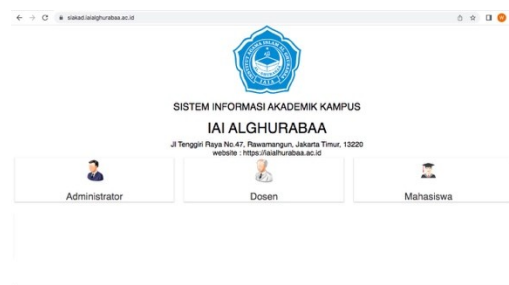 siakad.iaialghurabaa.ac.id
SISTEM INFORMASI AKADEMIK KAMPUS
IAI ALGHURABAA
Jl Tenggiri Raya No.47, Rawamangun, Jakarta Timur, 13220
website : https://iaialhurabaa.ac.id
Administrator
Dosen
Mahasiswa